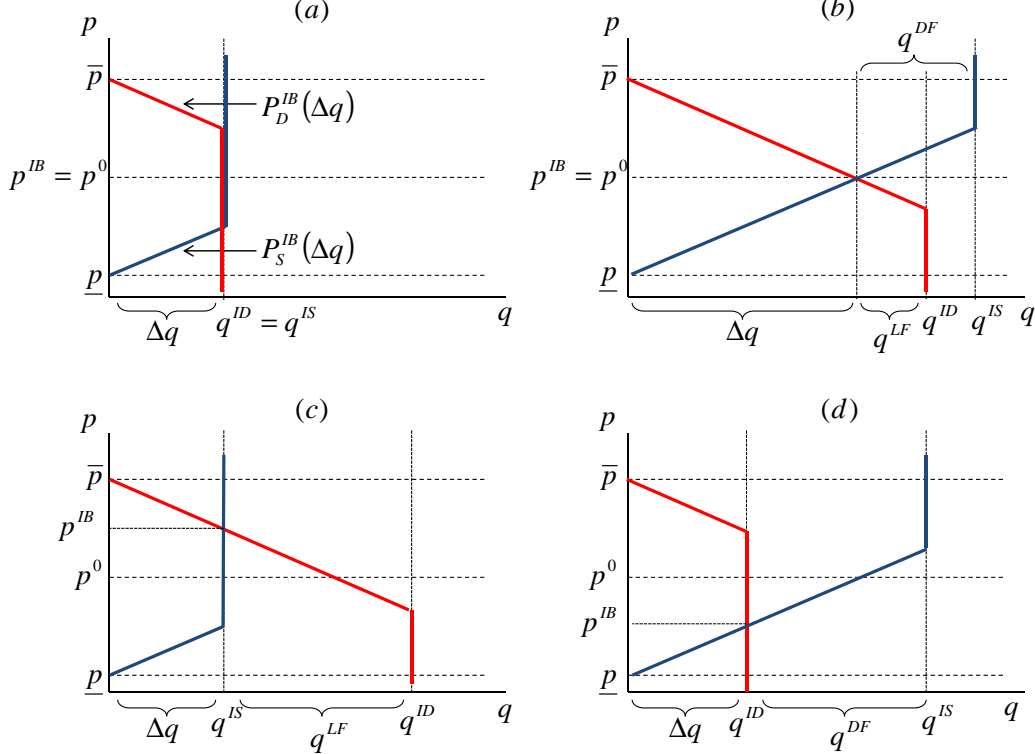 (a)
p
p̅
P_D^{IB}(Δq)
p^{IB} = p^0
P_S^{IB}(Δq)
p̲
Δq
q^{ID} = q^{IS}
q
(b)
p
q^{DF}
p̅
p^{IB} = p^0
p̲
Δq
q^{LF}
q^{ID}
q^{IS}
q
(c)
p
p̅
p^{IB}
p^0
p̲
Δq
q^{IS}
q^{LF}
q^{ID}
q
(d)
p
p̅
p^0
p^{IB}
p̲
Δq
q^{ID}
q^{DF}
q^{IS}
q